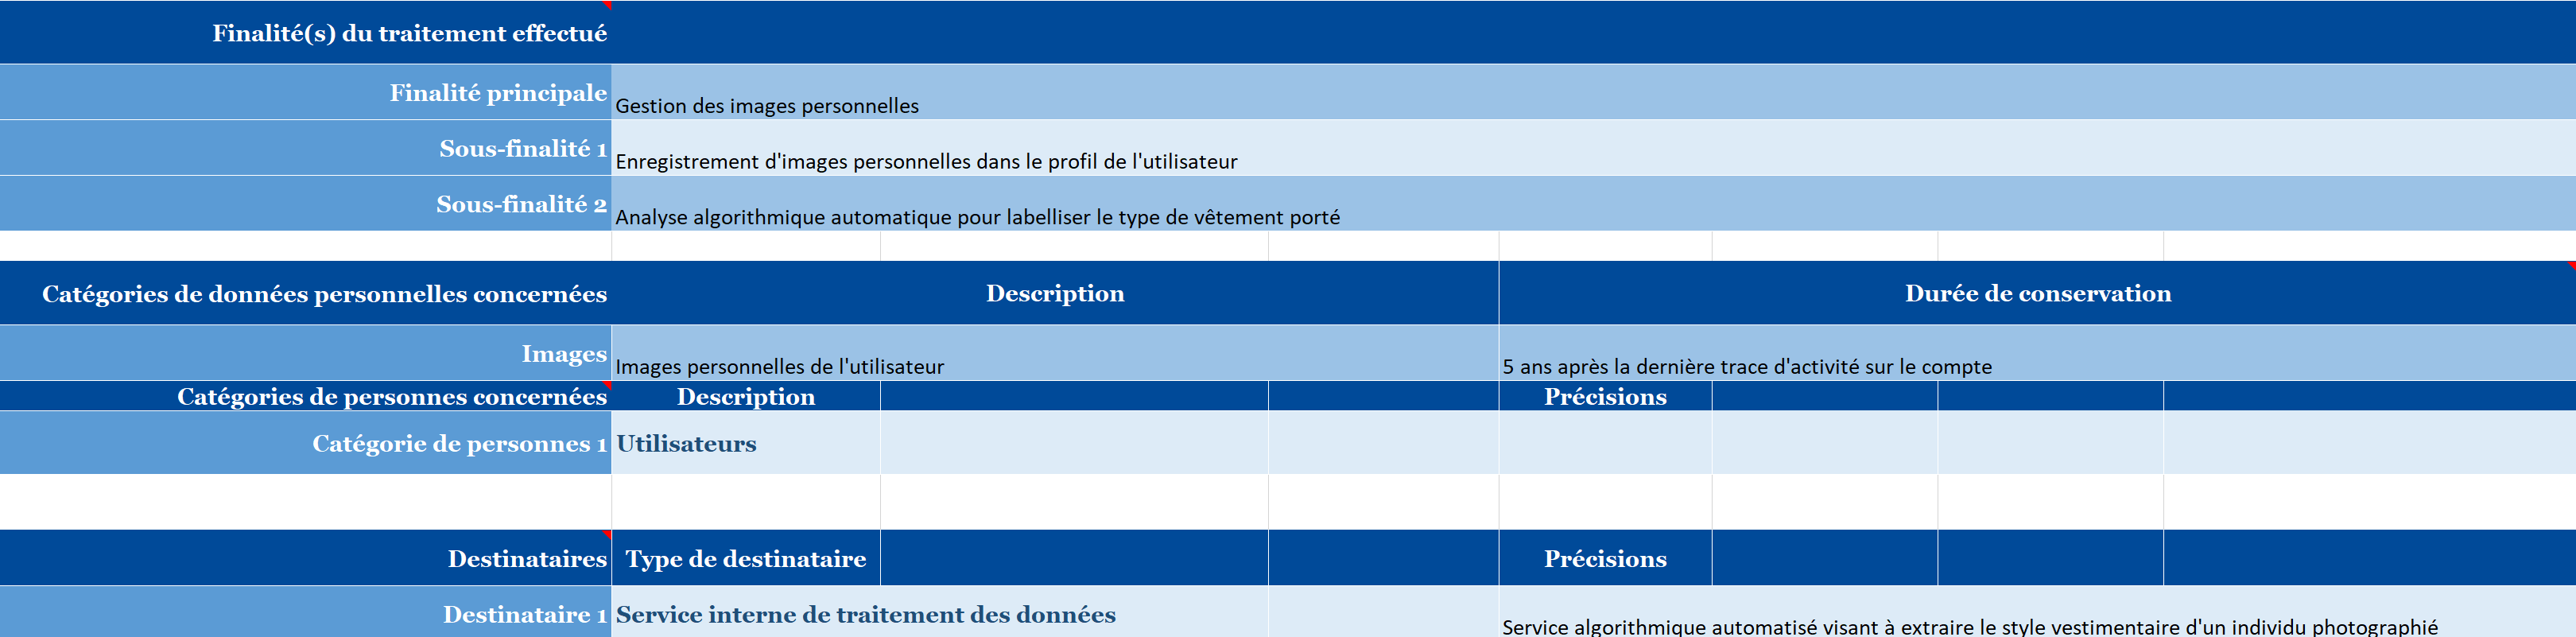 Finalité(s) du traitement effectué
Finalité principale Gestion des images personnelles
Sous-finalité 1 Enregistrement d'images personnelles dans le profil de l'utilisateur
Sous-finalité 2 Analyse algorithmique automatique pour labelliser le type de vêtement porté
Catégories de données personnelles concernées Description Durée de conservation
Images Images personnelles de l'utilisateur 5 ans après la dernière trace d'activité sur le compte
Catégories de personnes concernées Description Précisions
Catégorie de personnes 1 Utilisateurs
Destinataires Type de destinataire Précisions
Destinataire 1 Service interne de traitement des données Service algorithmique automatisé visant à extraire le style vestimentaire d'un individu photographié